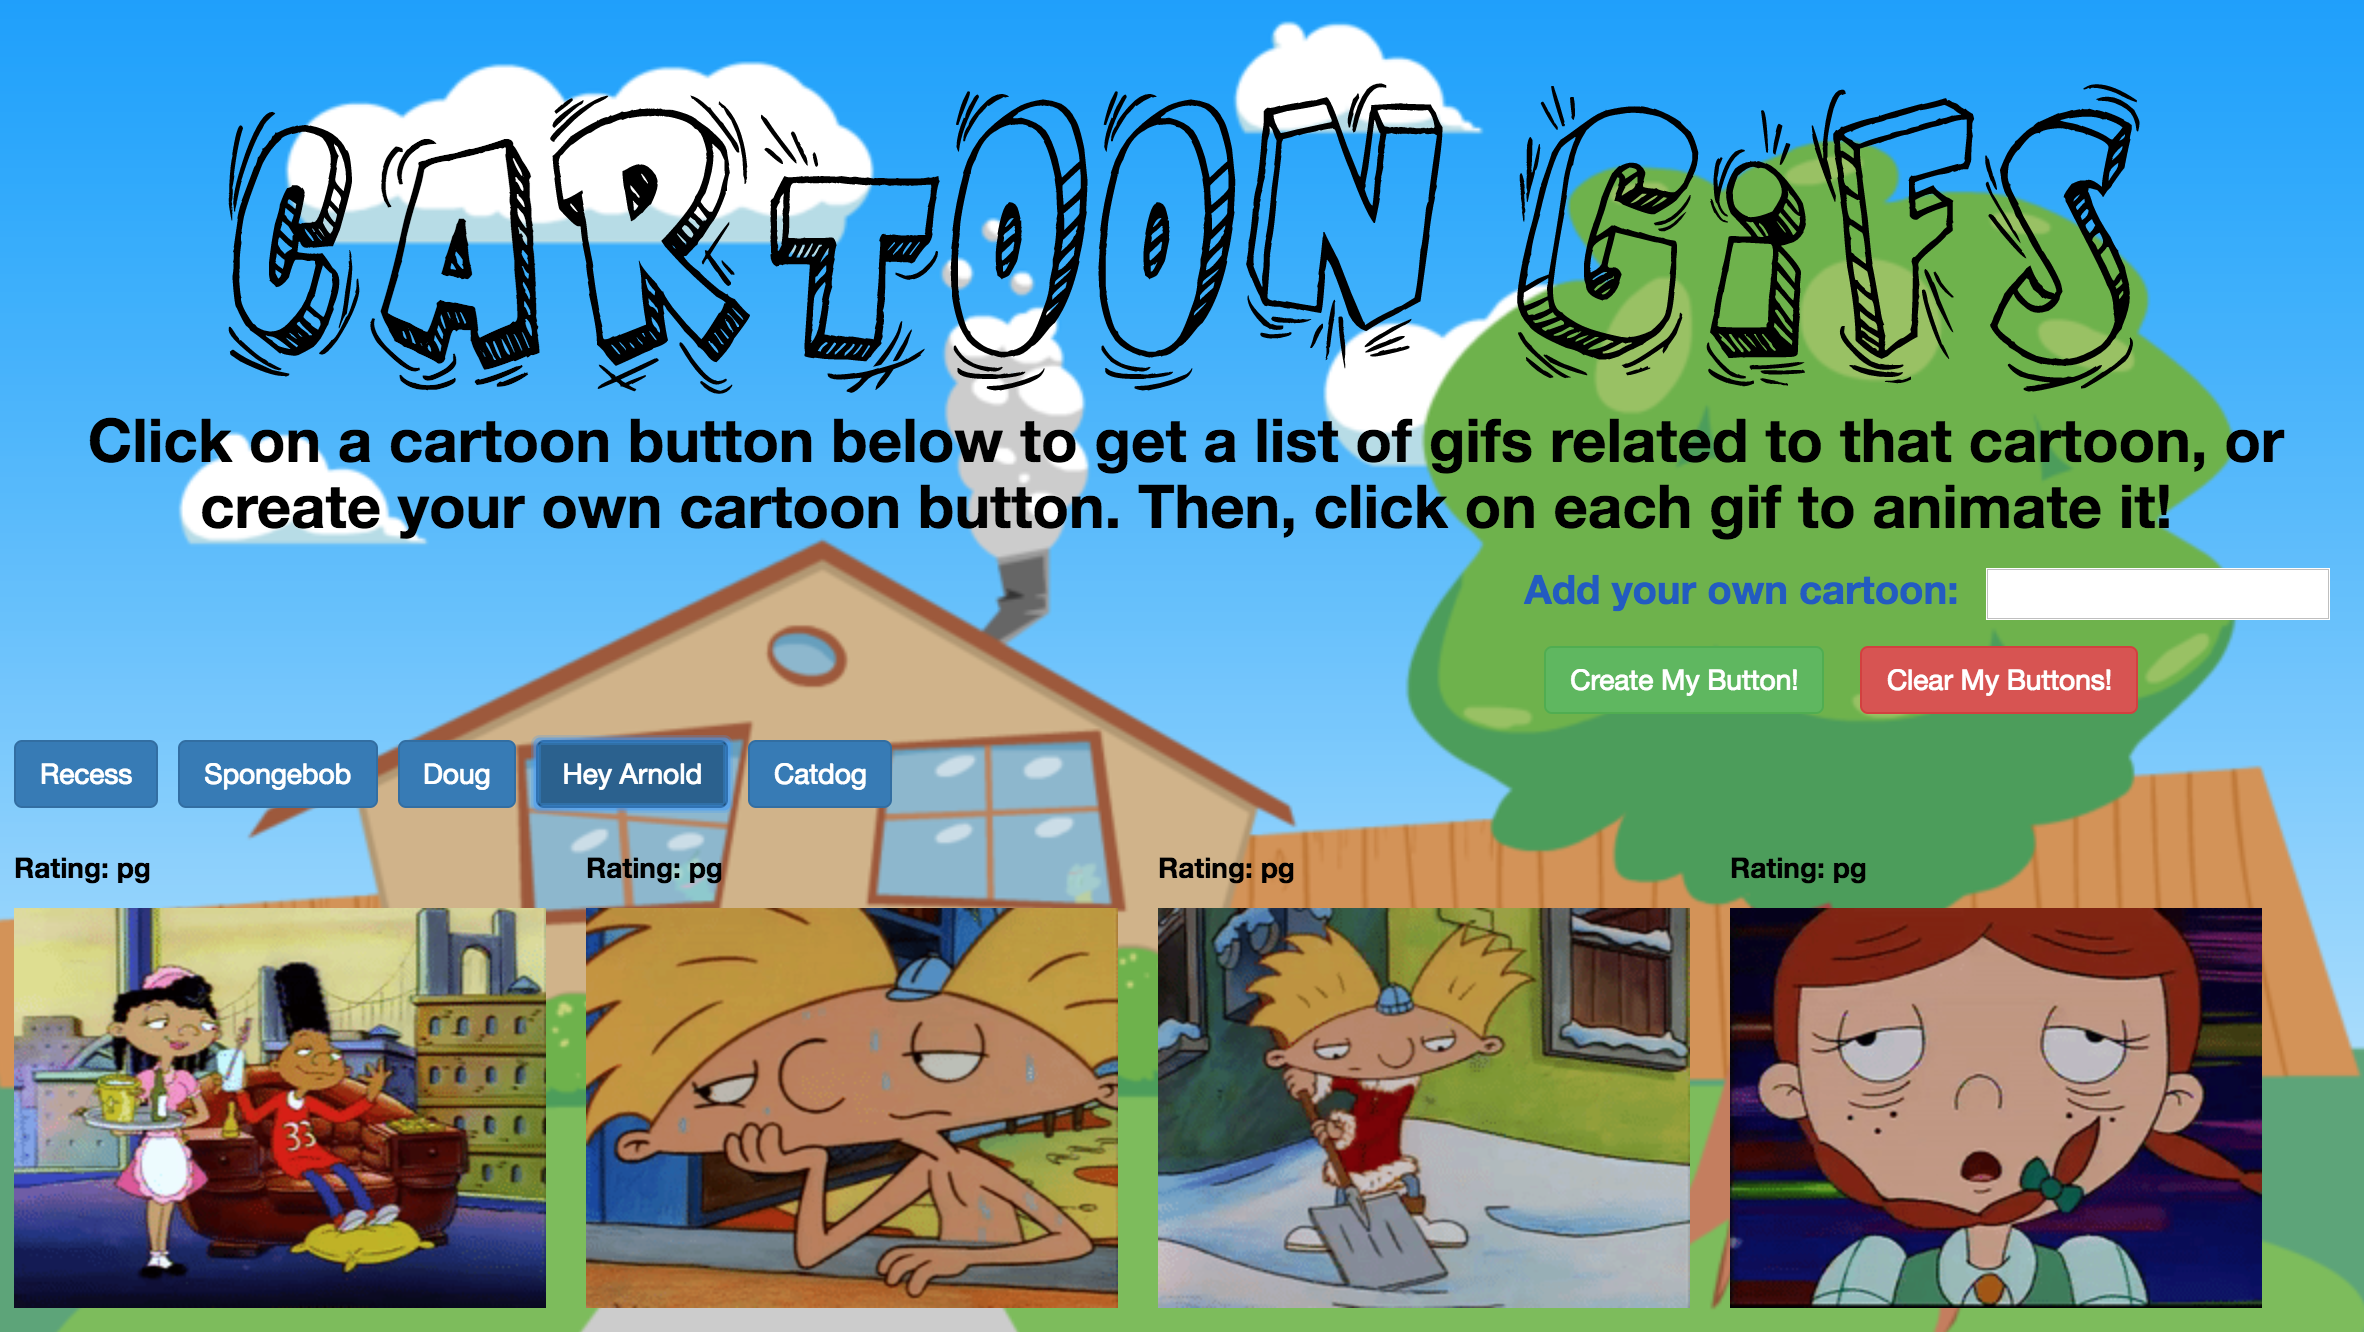 CARTOON GiFS
Click on a cartoon button below to get a list of gifs related to that cartoon, or
create your own cartoon button. Then, click on each gif to animate it!
Add your own cartoon:
Create My Button! Clear My Buttons!
Recess Spongebob Doug Hey Arnold Catdog
Rating: pg Rating: pg Rating: pg Rating: pg
33